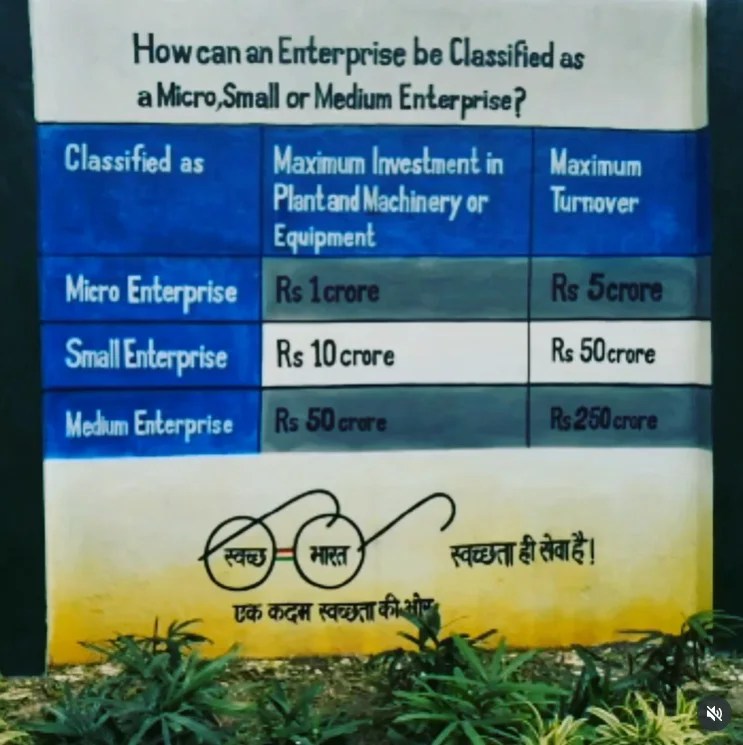 How can an Enterprise be Classified as
a Micro, Small or Medium Enterprise?
Classified as
Maximum Investment in
Plant and Machinery or
Equipment
Maximum
Turnover
Micro Enterprise Rs 1 crore Rs 5 crore
Small Enterprise Rs 10 crore Rs 50 crore
Medium Enterprise Rs 50 crore Rs 250 crore
स्वच्छ भारत
स्वच्छता ही सेवा है!
एक कदम स्वच्छता की ओर